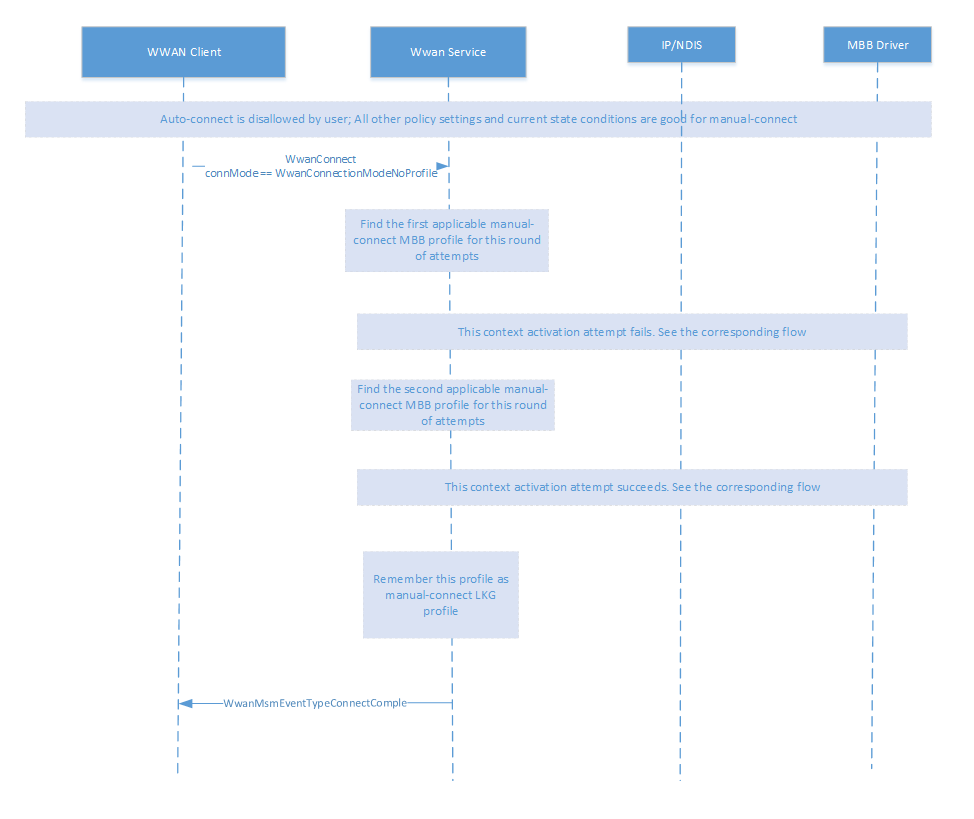 WWAN Client
Wwan Service
IP/NDIS
MBB Driver
Auto-connect is disallowed by user; All other policy settings and current state conditions are good for manual-connect
WwanConnect
connMode == WwanConnectionModeNoProfile
Find the first applicable manual-
connect MBB profile for this round
of attempts
This context activation attempt fails. See the corresponding flow
Find the second applicable manual-
connect MBB profile for this round
of attempts
This context activation attempt succeeds. See the corresponding flow
Remember this profile as
manual-connect LKG
profile
WwanMsmEventTypeConnectComple